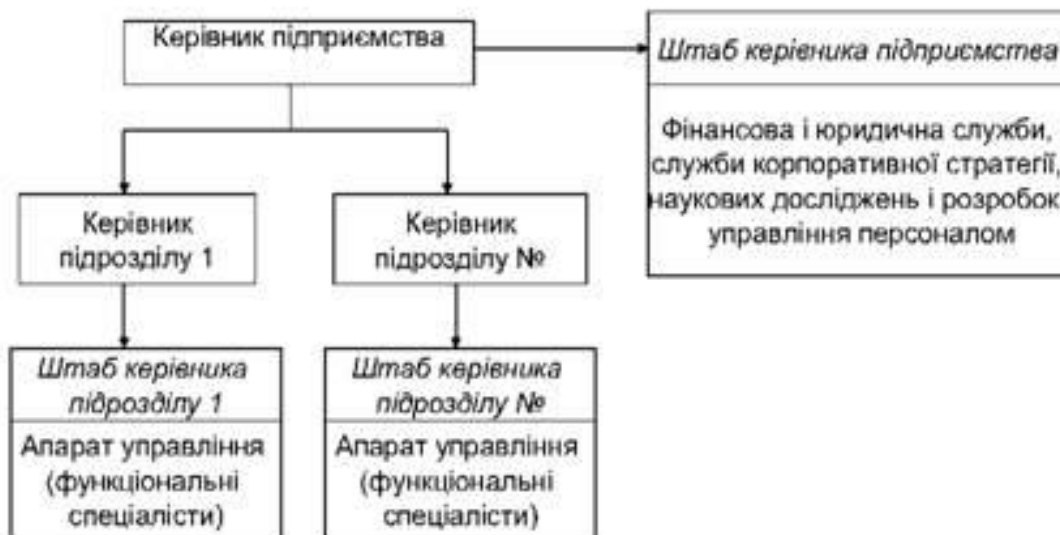 Керівник підприємства
Штаб керівника підприємства
Фінансова і юридична служби,
служби корпоративної стратегії,
наукових досліджень і розробок
управління персоналом
Керівник
підрозділу 1
Керівник
підрозділу №
Штаб керівника
підрозділу 1
Апарат управління
(функціональні
спеціалісти)
Штаб керівника
підрозділу №
Апарат управління
(функціональні
спеціалісти)